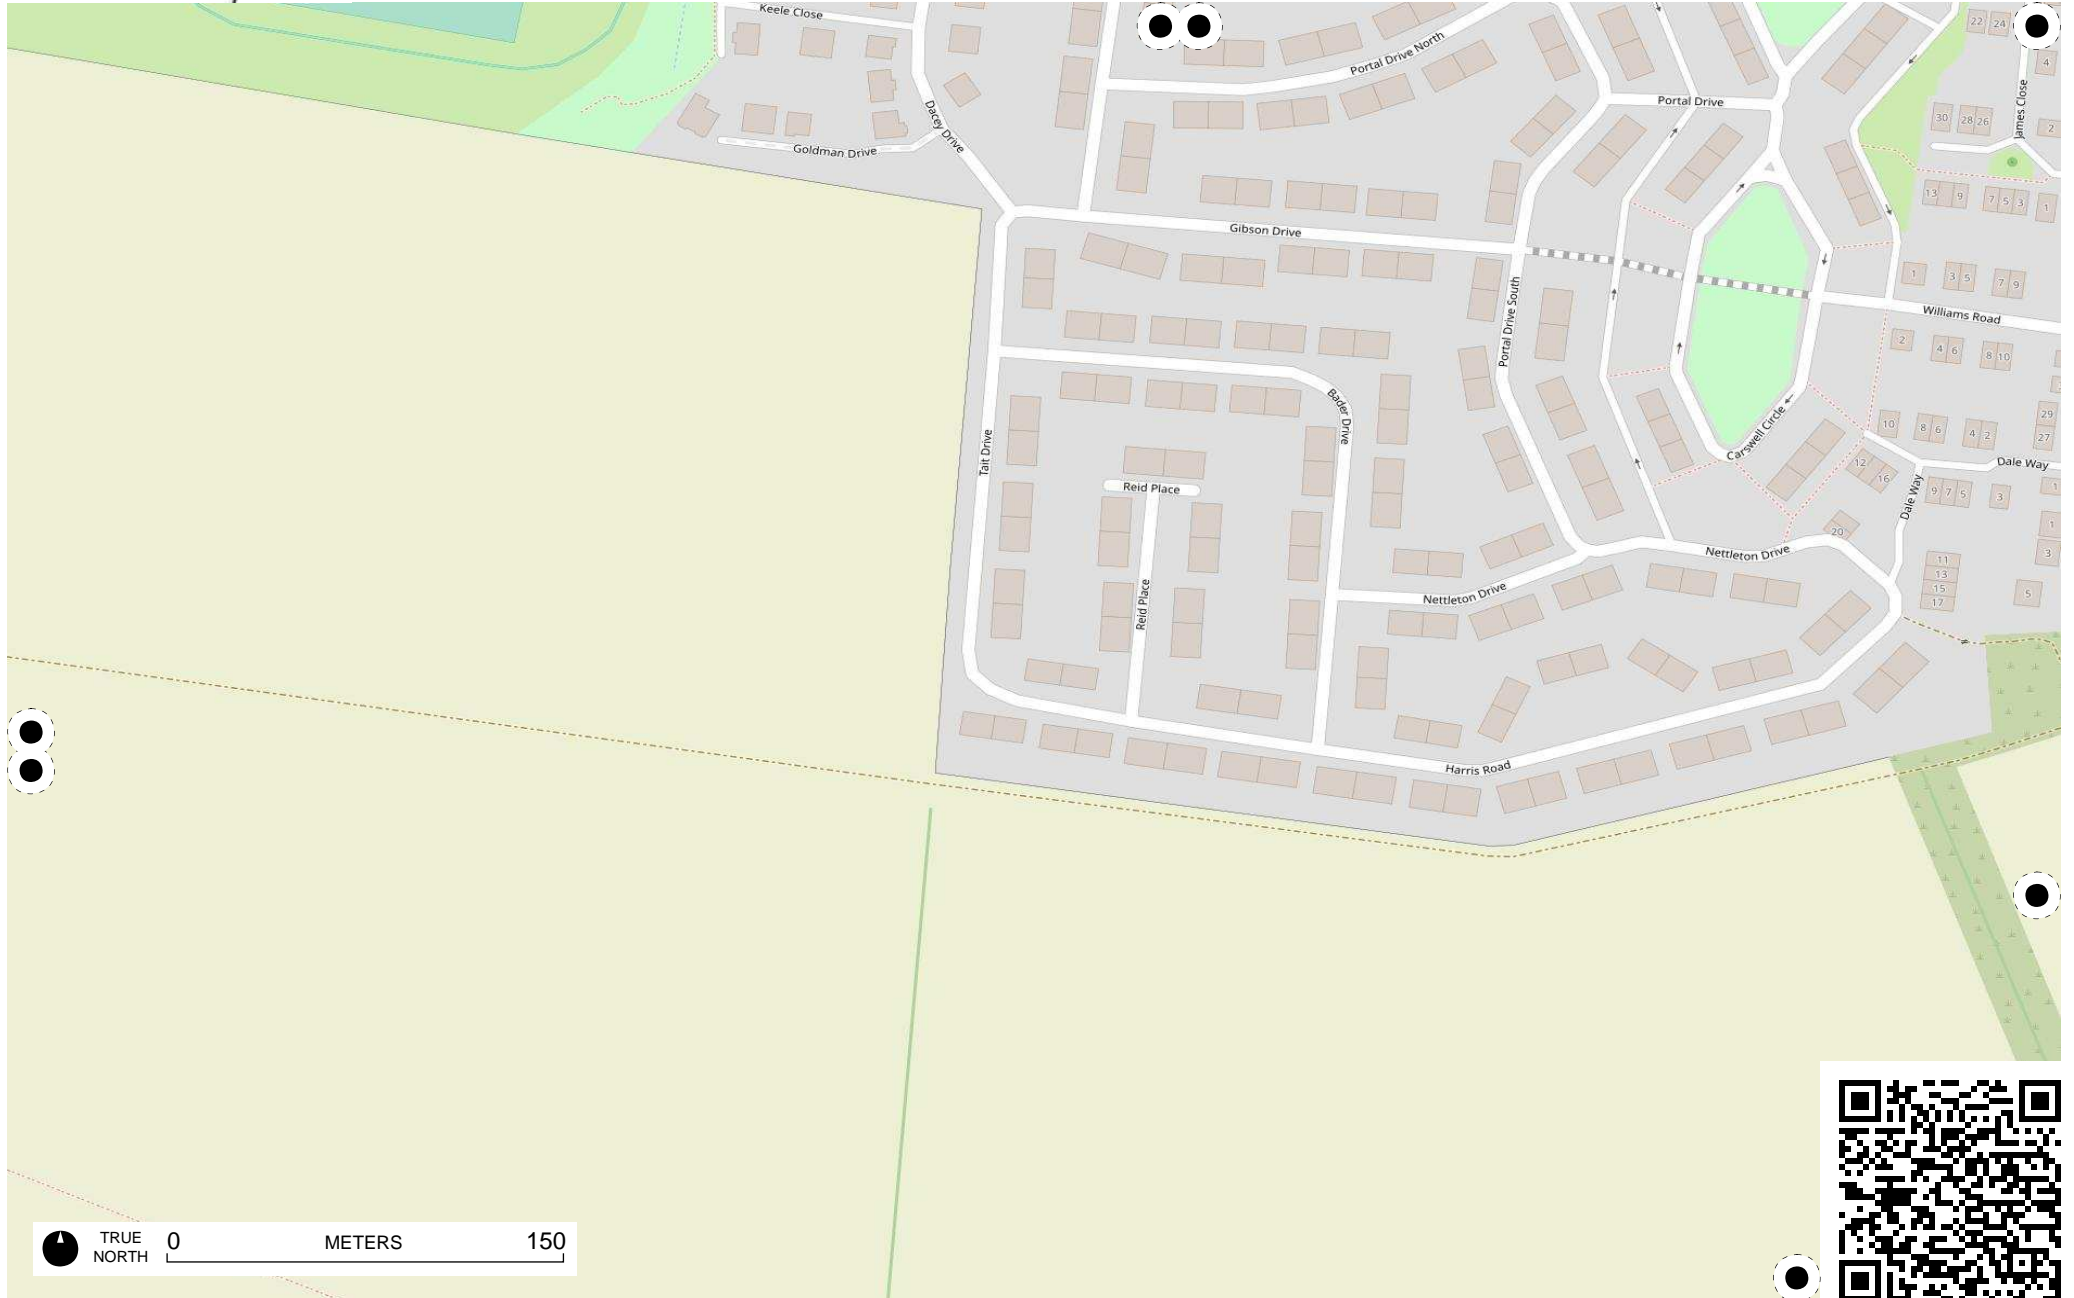 Keele Close
22 24
Portal Drive North
4
Portal Drive
Dacey Drive
James Close
30
28 26
2
Goldman Drive
13
9
7 5 3
1
Gibson Drive
1
3 5
7 9
Portal Drive South
Williams Road
2
4 6
8 10
Bader Drive
Tait Drive
Carswell Circle
29
27
10
8 6
4 2
12
16
Dale Way
Reid Place
9 7 5
3
1
Dale Way
20
1
3
Nettleton Drive
11
13
15
17
5
Reid Place
Nettleton Drive
Harris Road
TRUE
NORTH
0 METERS 150